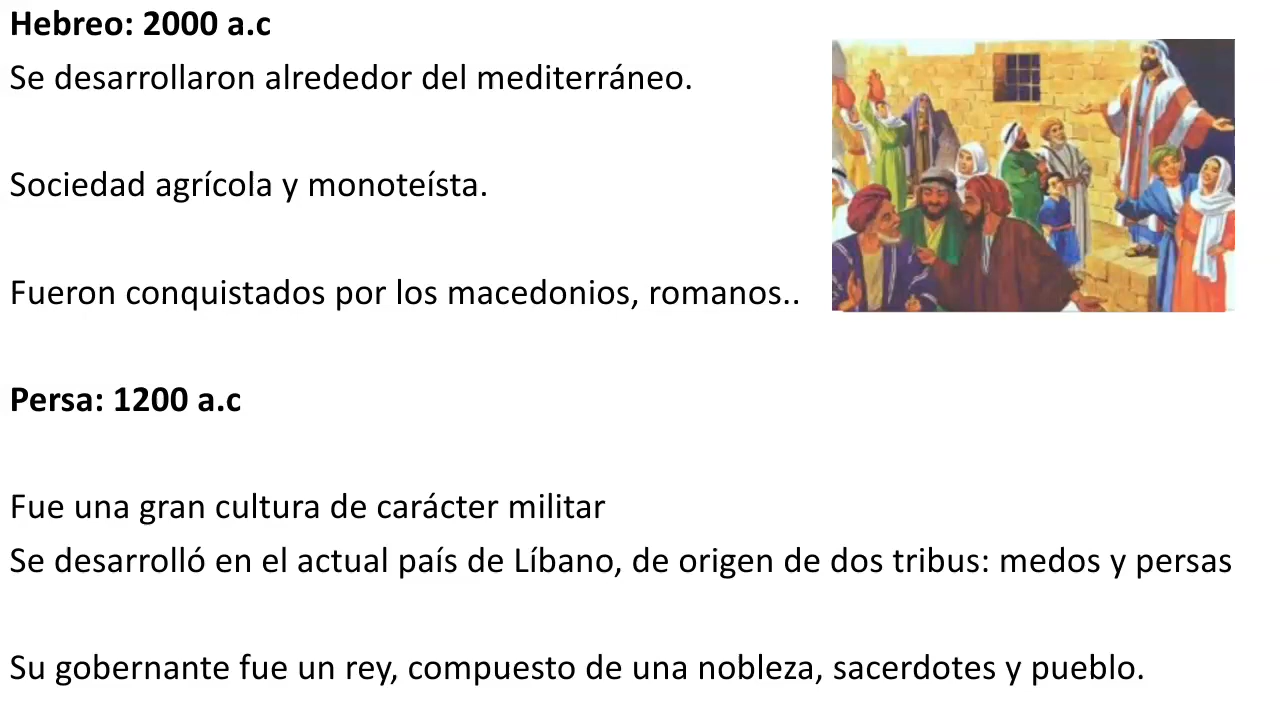 Hebreo: 2000 a.c
Se desarrollaron alrededor del mediterráneo.
Sociedad agrícola y monoteísta.
Fueron conquistados por los macedonios, romanos..
Persa: 1200 a.c
Fue una gran cultura de carácter militar
Se desarrolló en el actual país de Líbano, de origen de dos tribus: medos y persas
Su gobernante fue un rey, compuesto de una nobleza, sacerdotes y pueblo.